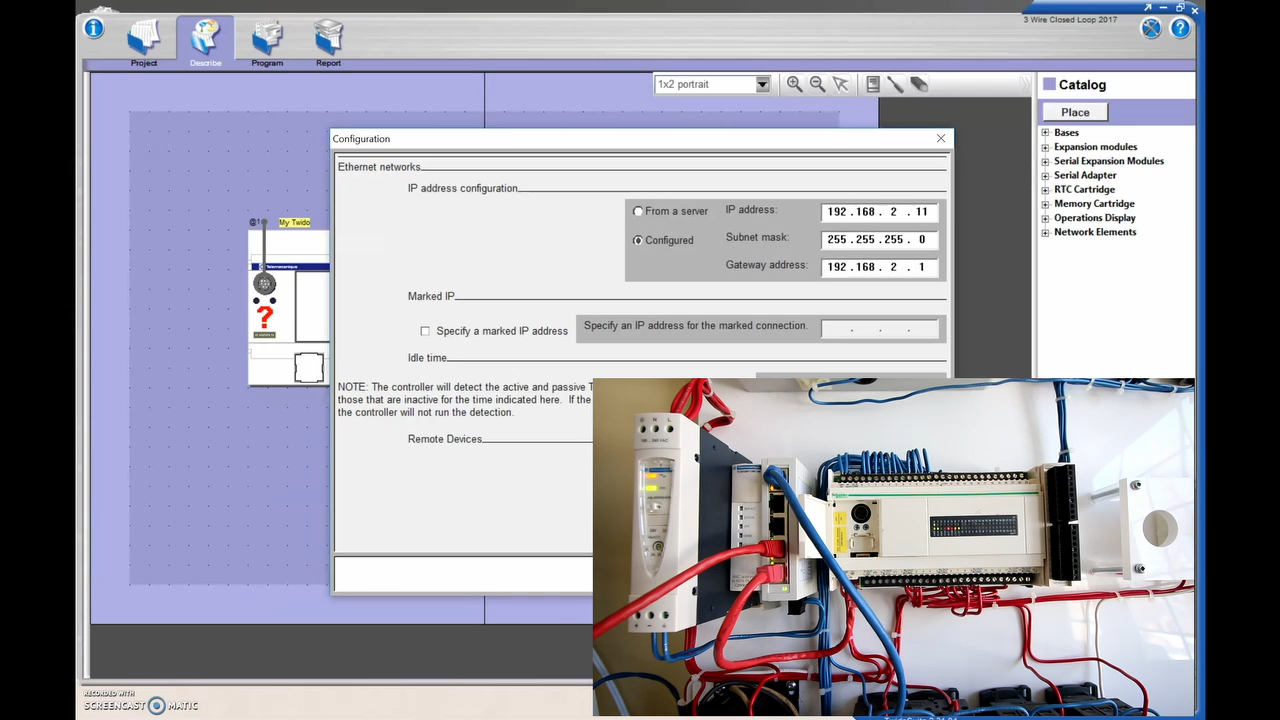 3 Wire Closed Loop 2017
Project
Describe
Program
Report
1x2 portrait
Catalog
Place
Bases
Expansion modules
Serial Expansion Modules
Serial Adapter
RTC Cartridge
Memory Cartridge
Operations Display
Network Elements
My Twido
Telemecanique
?
Configuration
Ethernet networks
IP address configuration
From a server
Configured
IP address:
192.168. 2 . 11
Subnet mask:
255.255.255. 0
Gateway address:
192.168. 2 . 1
Marked IP
Specify a marked IP address
Specify an IP address for the marked connection.
. . .
Idle time
NOTE: The controller will detect the active and passive T
those that are inactive for the time indicated here. If the
the controller will not run the detection.
Remote Devices
N L
RECORDED WITH
SCREENCAST MATIC